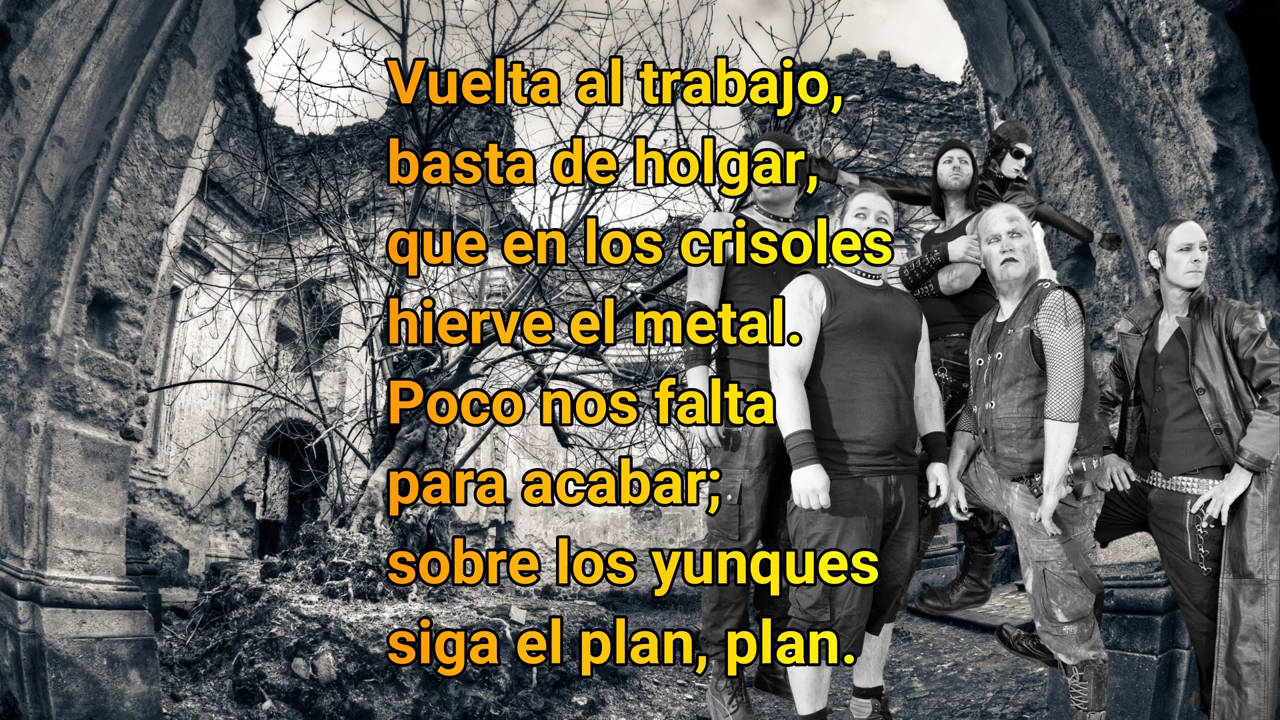 Vuelta al trabajo,
basta de holgar,
que en los crisoles
hierve el metal.
Poco nos falta
para acabar;
sobre los yunques
siga el plan, plan.